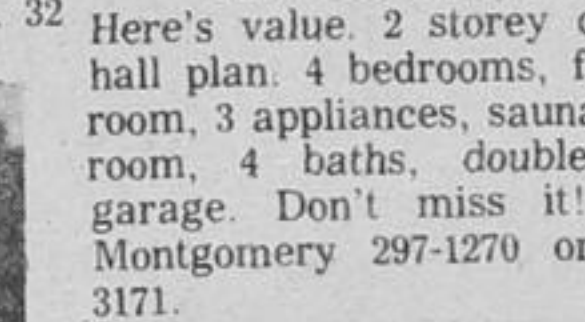 32 Here's value. 2 storey
hall plan. 4 bedrooms,
room, 3 appliances, sauna
room, 4 baths, double
garage. Don't miss it!
Montgomery 297-1270 or
3171.